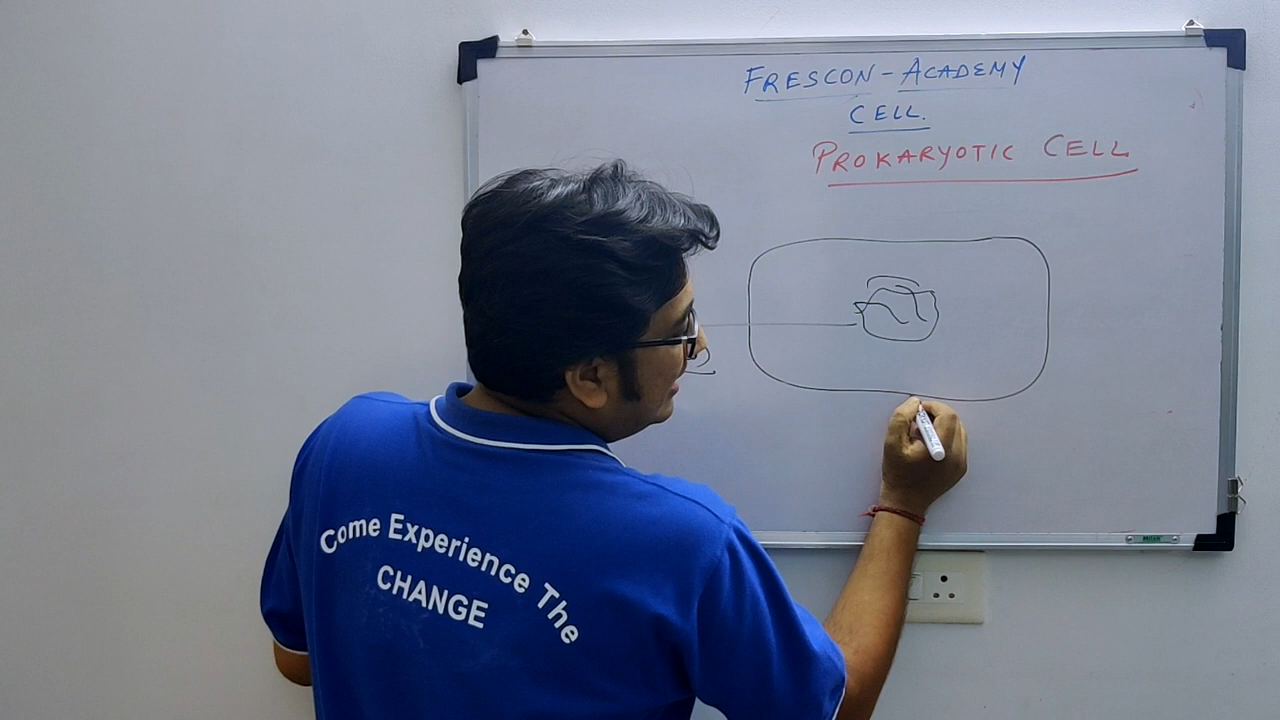 FRESCON-ACADEMY
CELL.
PROKARYOTIC CELL
Come Experience The
CHANGE